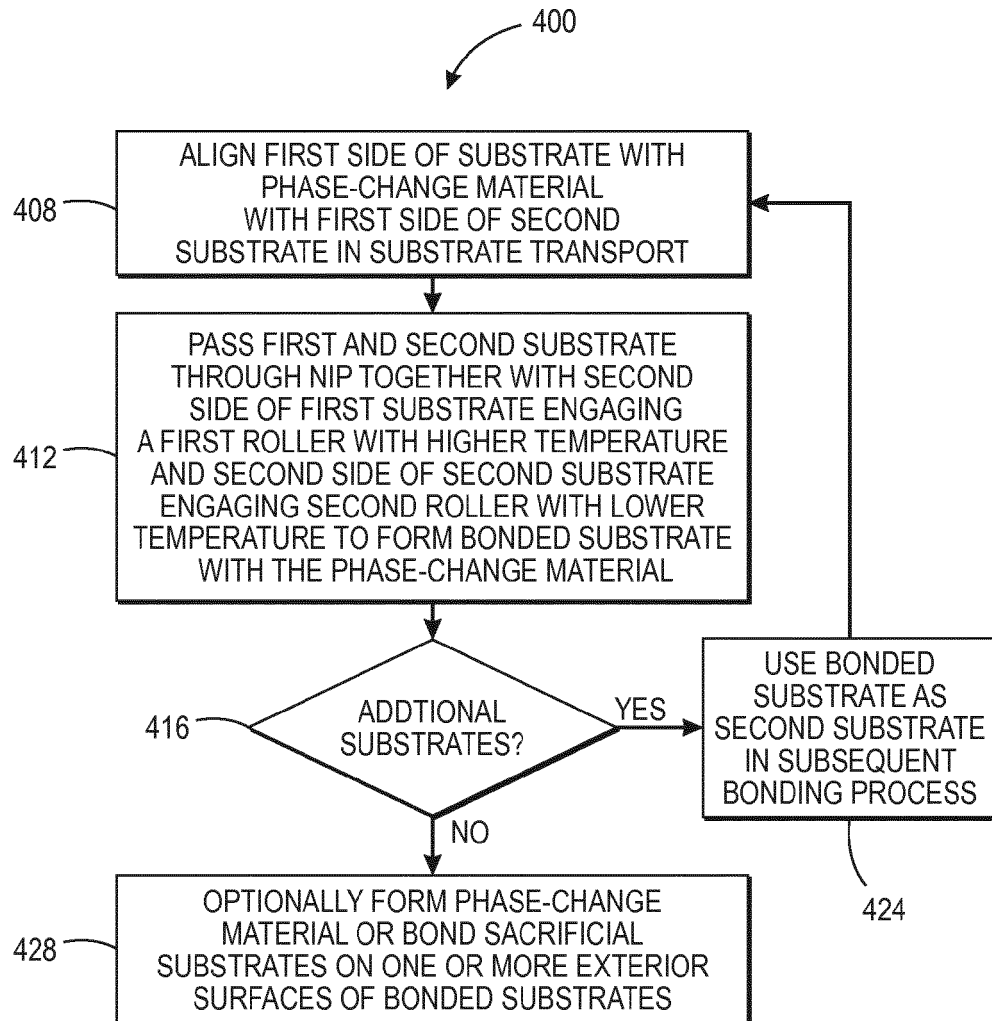 400
ALIGN FIRST SIDE OF SUBSTRATE WITH
PHASE-CHANGE MATERIAL
WITH FIRST SIDE OF SECOND
SUBSTRATE IN SUBSTRATE TRANSPORT
408
PASS FIRST AND SECOND SUBSTRATE
THROUGH NIP TOGETHER WITH SECOND
SIDE OF FIRST SUBSTRATE ENGAGING
A FIRST ROLLER WITH HIGHER TEMPERATURE
AND SECOND SIDE OF SECOND SUBSTRATE
ENGAGING SECOND ROLLER WITH LOWER
TEMPERATURE TO FORM BONDED SUBSTRATE
WITH THE PHASE-CHANGE MATERIAL
412
ADDTIONAL
SUBSTRATES?
416
YES
USE BONDED
SUBSTRATE AS
SECOND SUBSTRATE
IN SUBSEQUENT
BONDING PROCESS
424
NO
OPTIONALLY FORM PHASE-CHANGE
MATERIAL OR BOND SACRIFICIAL
SUBSTRATES ON ONE OR MORE EXTERIOR
SURFACES OF BONDED SUBSTRATES
428